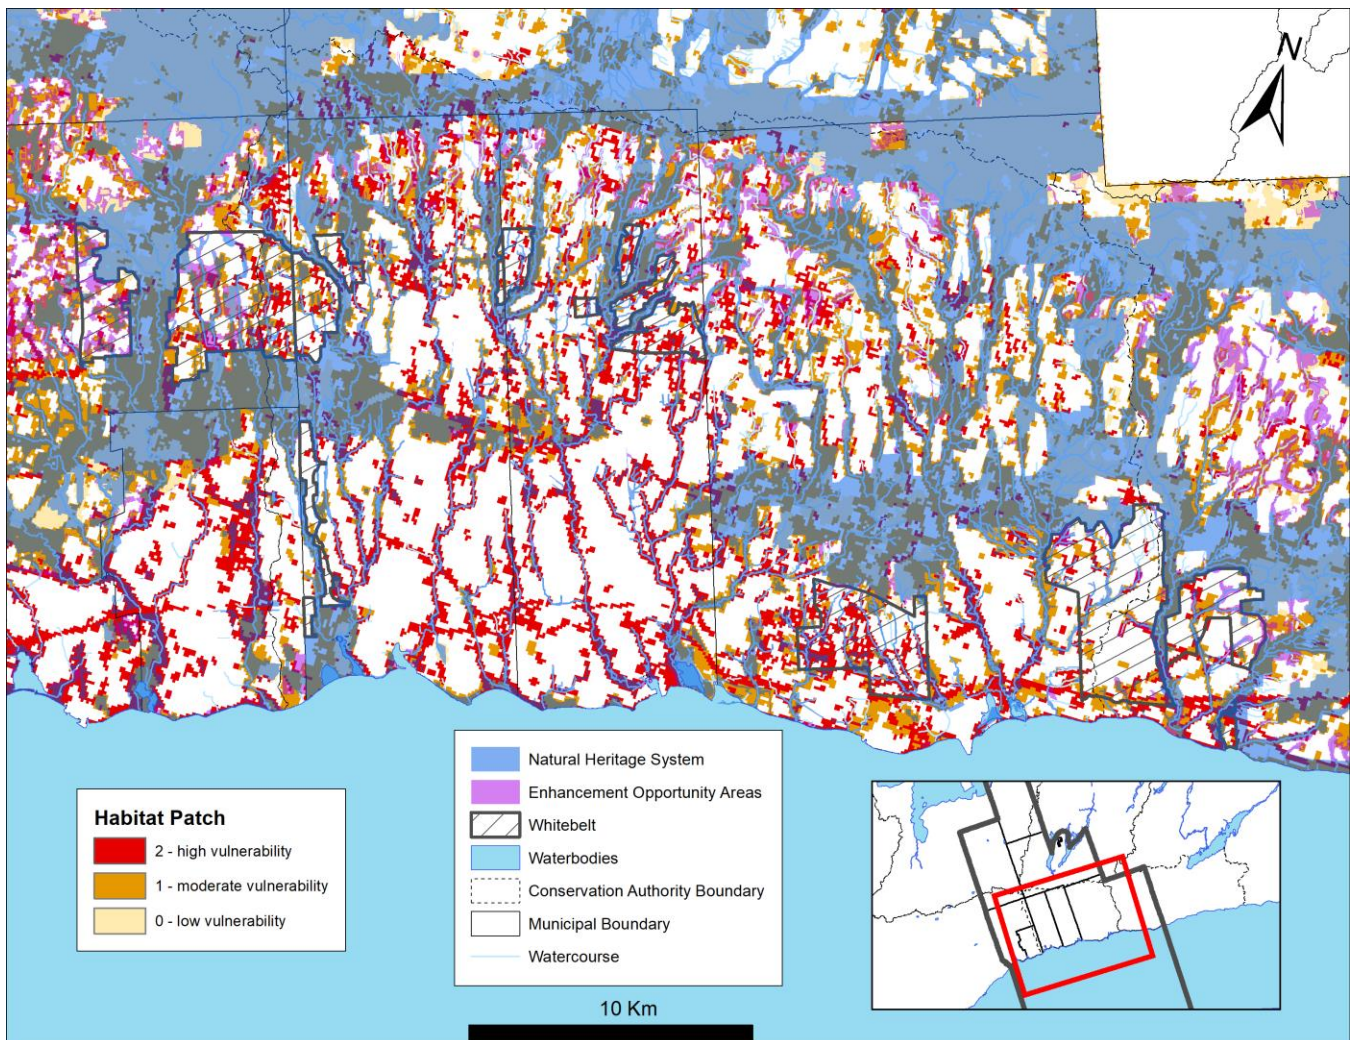 N
Natural Heritage System
Enhancement Opportunity Areas
Whitebelt
Waterbodies
Conservation Authority Boundary
Municipal Boundary
Watercourse
Habitat Patch
2 - high vulnerability
1 - moderate vulnerability
0 - low vulnerability
10 Km